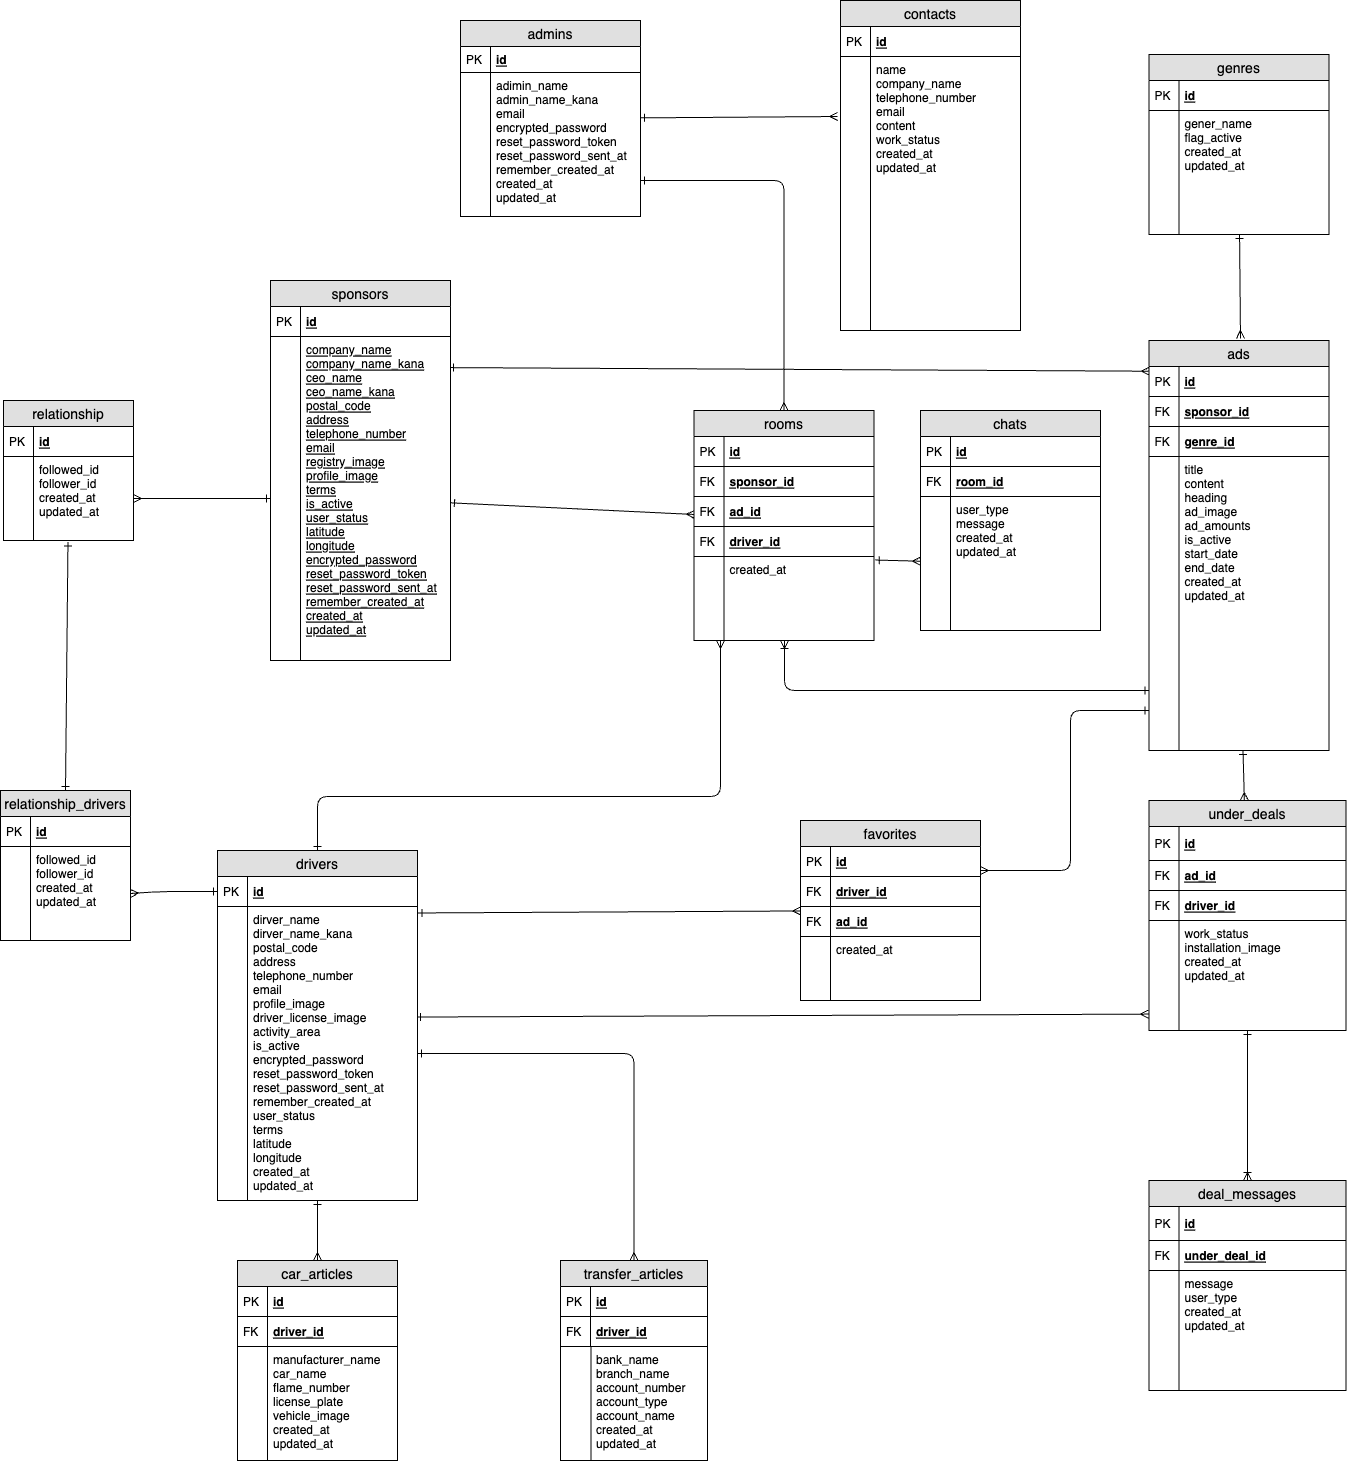 admins
PK id
adimin_name
admin_name_kana
email
encrypted_password
reset_password_token
reset_password_sent_at
remember_created_at
created_at
updated_at
contacts
PK id
name
company_name
telephone_number
email
content
work_status
created_at
updated_at
genres
PK id
gener_name
flag_active
created_at
updated_at
sponsors
PK id
company_name
company_name_kana
ceo_name
ceo_name_kana
postal_code
address
telephone_number
email
registry_image
profile_image
terms
is_active
user_status
latitude
longitude
encrypted_password
reset_password_token
reset_password_sent_at
remember_created_at
created_at
updated_at
ads
PK id
FK sponsor_id
FK genre_id
title
content
heading
ad_image
ad_amounts
is_active
start_date
end_date
created_at
updated_at
relationship
PK id
followed_id
follower_id
created_at
updated_at
rooms
PK id
FK sponsor_id
FK ad_id
FK driver_id
created_at
chats
PK id
FK room_id
user_type
message
created_at
updated_at
relationship_drivers
PK id
followed_id
follower_id
created_at
updated_at
drivers
PK id
dirver_name
dirver_name_kana
postal_code
address
telephone_number
email
profile_image
driver_license_image
activity_area
is_active
encrypted_password
reset_password_token
reset_password_sent_at
remember_created_at
user_status
terms
latitude
longitude
created_at
updated_at
favorites
PK id
FK driver_id
FK ad_id
created_at
under_deals
PK id
FK ad_id
FK driver_id
work_status
installation_image
created_at
updated_at
deal_messages
PK id
FK under_deal_id
message
user_type
created_at
updated_at
car_articles
PK id
FK driver_id
manufacturer_name
car_name
flame_number
license_plate
vehicle_image
created_at
updated_at
transfer_articles
PK id
FK driver_id
bank_name
branch_name
account_number
account_type
account_name
created_at
updated_at